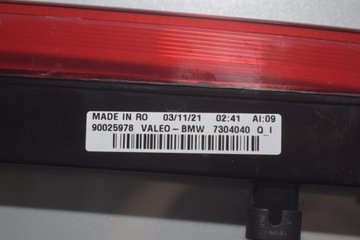 MADE IN RO 03/11/21 02:41 AI:09
90025978 VALEO-BMW 7304040 Q_I